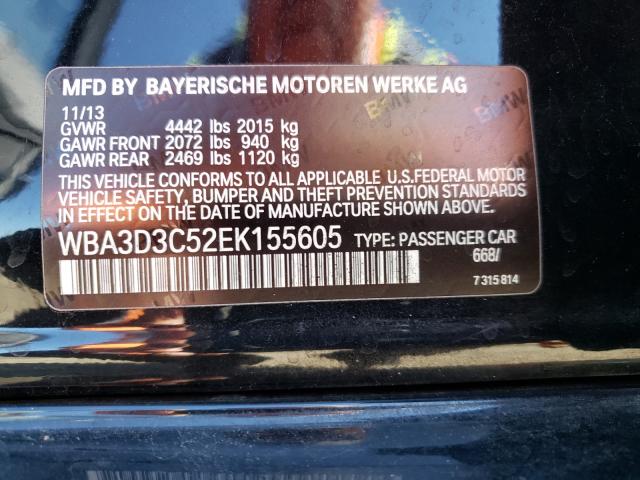 MFD BY BAYERISCHE MOTOREN WERKE AG
11/13
GVWR 4442 lbs 2015 kg
GAWR FRONT 2072 lbs 940 kg
GAWR REAR 2469 lbs 1120 kg
THIS VEHICLE CONFORMS TO ALL APPLICABLE U.S.FEDERAL MOTOR
VEHICLE SAFETY, BUMPER AND THEFT PREVENTION STANDARDS
IN EFFECT ON THE DATE OF MANUFACTURE SHOWN ABOVE.
WBA3D3C52EK155605 TYPE: PASSENGER CAR
668/
7 315 814